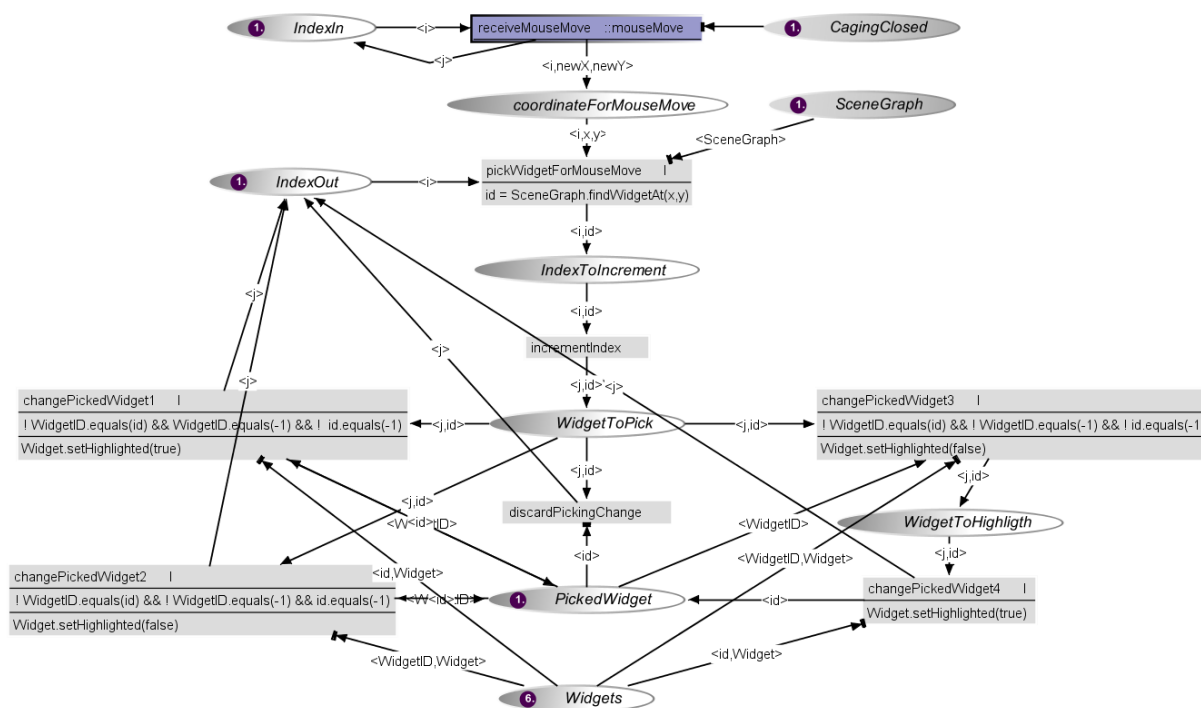 1. IndexIn
<i>
receiveMouseMove ::mouseMove
1. CagingClosed
<j>
<i,newX,newY>
coordinateForMouseMove
1. SceneGraph
<i,x,y>
<SceneGraph>
1. IndexOut
<i>
pickWidgetForMouseMove I
id = SceneGraph.findWidgetAt(x,y)
<i,id>
IndexToIncrement
<j>
<i,id>
<j>
incrementIndex
<j>
<j,id>
<j>
changePickedWidget1 I
! WidgetID.equals(id) && WidgetID.equals(-1) && ! id.equals(-1)
Widget.setHighlighted(true)
<j,id>
WidgetToPick
<j,id>
changePickedWidget3 I
! WidgetID.equals(id) && ! WidgetID.equals(-1) && ! id.equals(-1)
Widget.setHighlighted(false)
<j,id>
<j,id>
<j,id>
discardPickingChange
<id>
<WidgetID>
WidgetToHighligth
<j,id>
<id>
<WidgetID,Widget>
changePickedWidget2 I
! WidgetID.equals(id) && ! WidgetID.equals(-1) && id.equals(-1)
Widget.setHighlighted(false)
<id,Widget>
<id>
1. PickedWidget
<id>
changePickedWidget4 I
Widget.setHighlighted(true)
<WidgetID,Widget>
<id,Widget>
6. Widgets